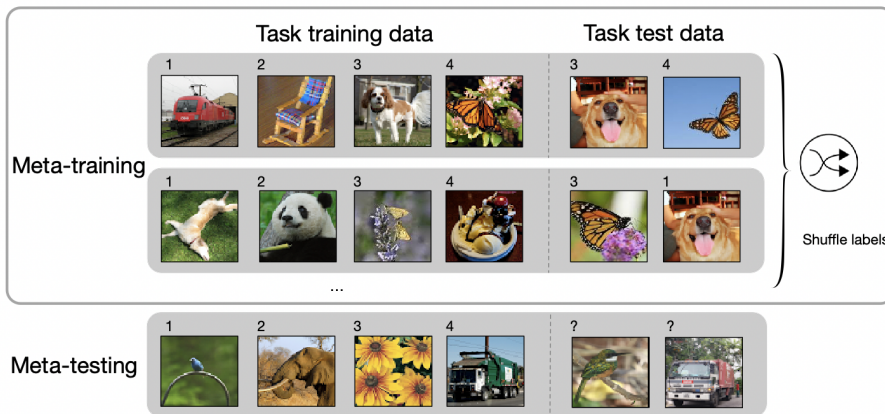 Task training data
Task test data
1 2 3 4 3 4
Meta-training
1 2 3 4 3 1
Shuffle labels
...
1 2 3 4 ? ?
Meta-testing